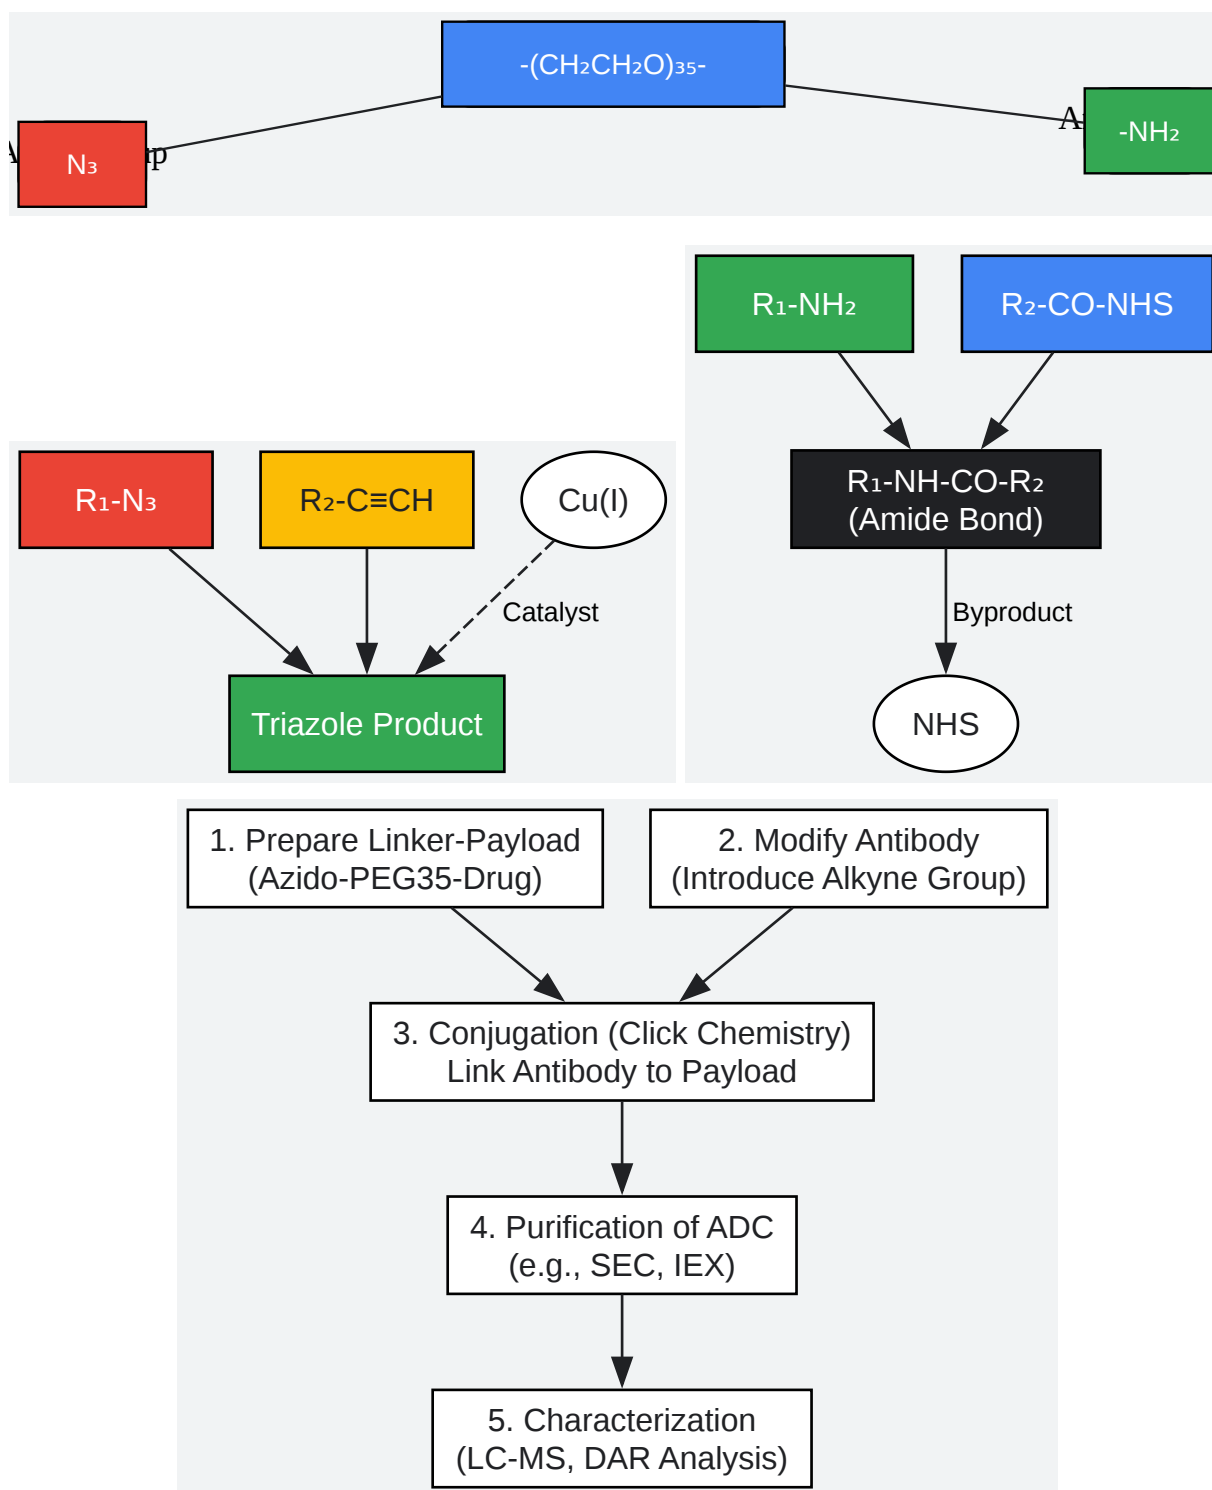 -(CH₂CH₂O)₃₅-
N₃
-NH₂
R₁-NH₂
R₂-CO-NHS
R₁-NH-CO-R₂
(Amide Bond)
Byproduct
NHS
R₁-N₃
R₂-C≡CH
Cu(I)
Catalyst
Triazole Product
1. Prepare Linker-Payload
(Azido-PEG35-Drug)
2. Modify Antibody
(Introduce Alkyne Group)
3. Conjugation (Click Chemistry)
Link Antibody to Payload
4. Purification of ADC
(e.g., SEC, IEX)
5. Characterization
(LC-MS, DAR Analysis)